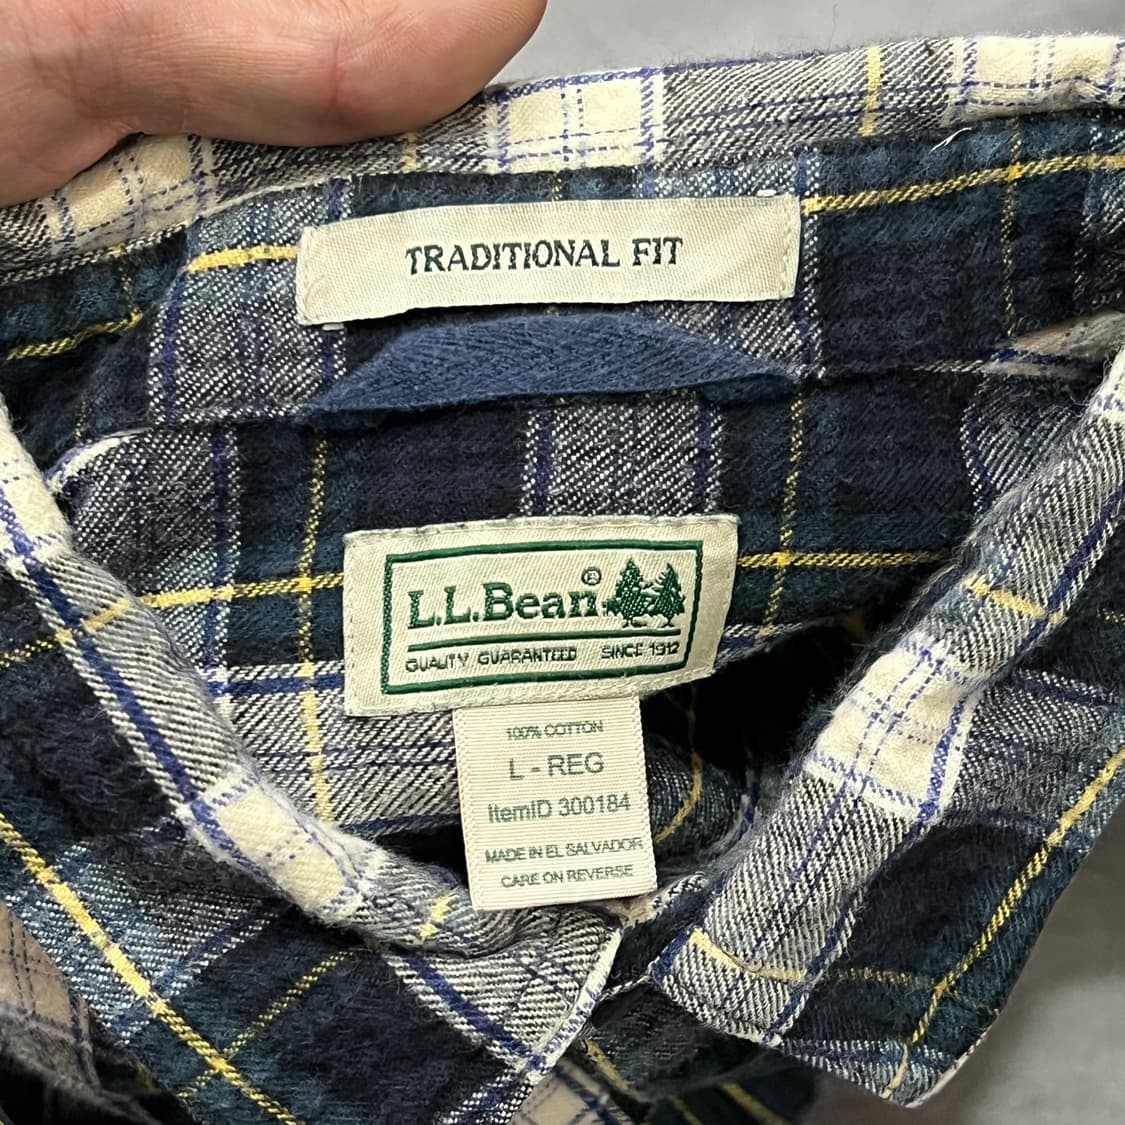 TRADITIONAL FIT
L.L.Bean®
QUALITY GUARANTEED SINCE 1912
100% COTTON
L - REG
ItemID 300184
MADE IN EL SALVADOR
CARE ON REVERSE